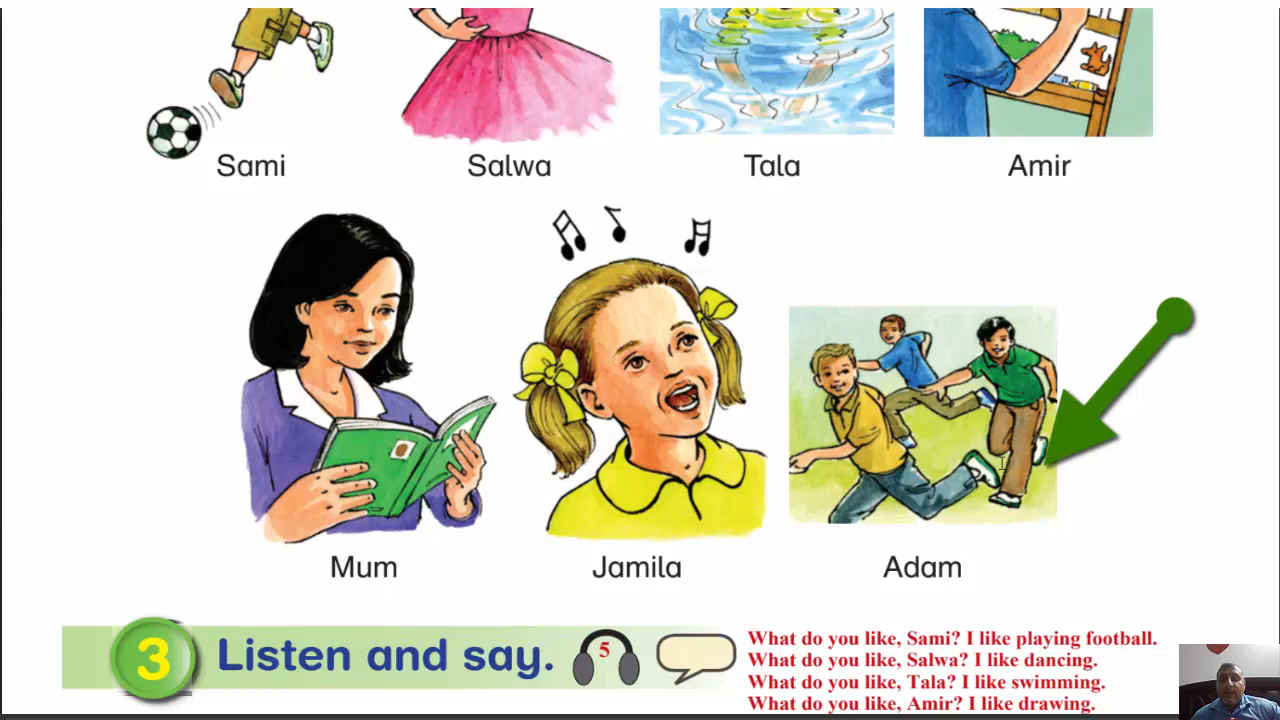 Sami
Salwa
Tala
Amir
Mum
Jamila
Adam
3 Listen and say. 5
What do you like, Sami? I like playing football.
What do you like, Salwa? I like dancing.
What do you like, Tala? I like swimming.
What do you like, Amir? I like drawing.